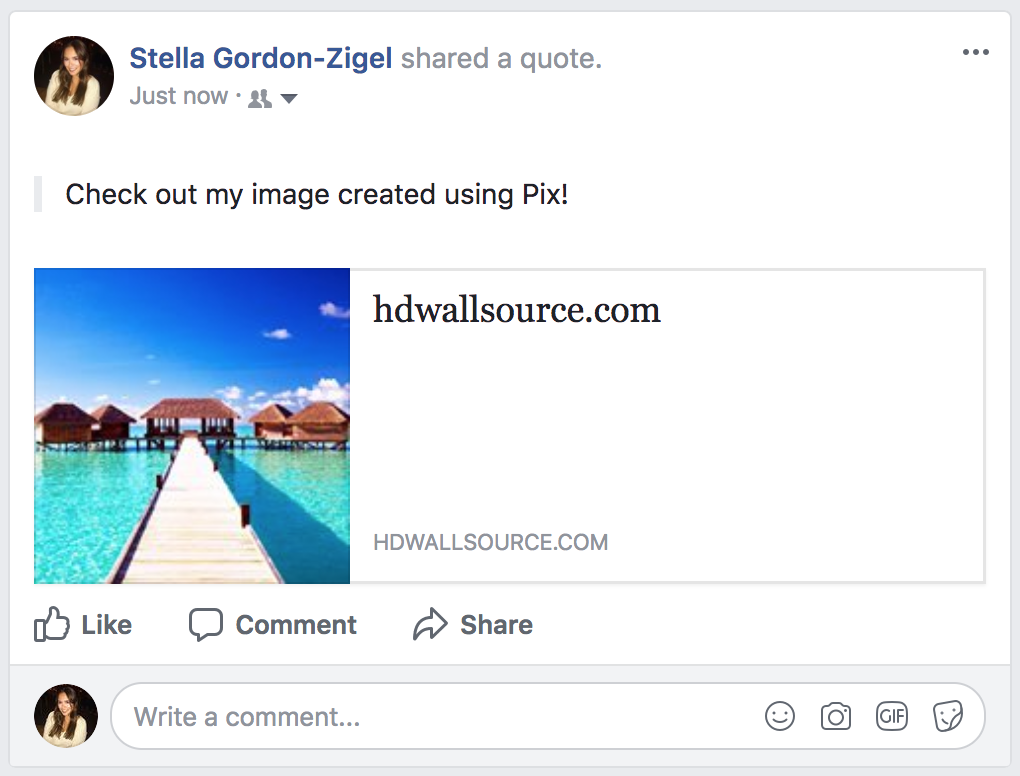 Stella Gordon-Zigel shared a quote.
Just now ·
Check out my image created using Pix!
hdwallsource.com
HDWALLSOURCE.COM
Like Comment Share
Write a comment...
GIF